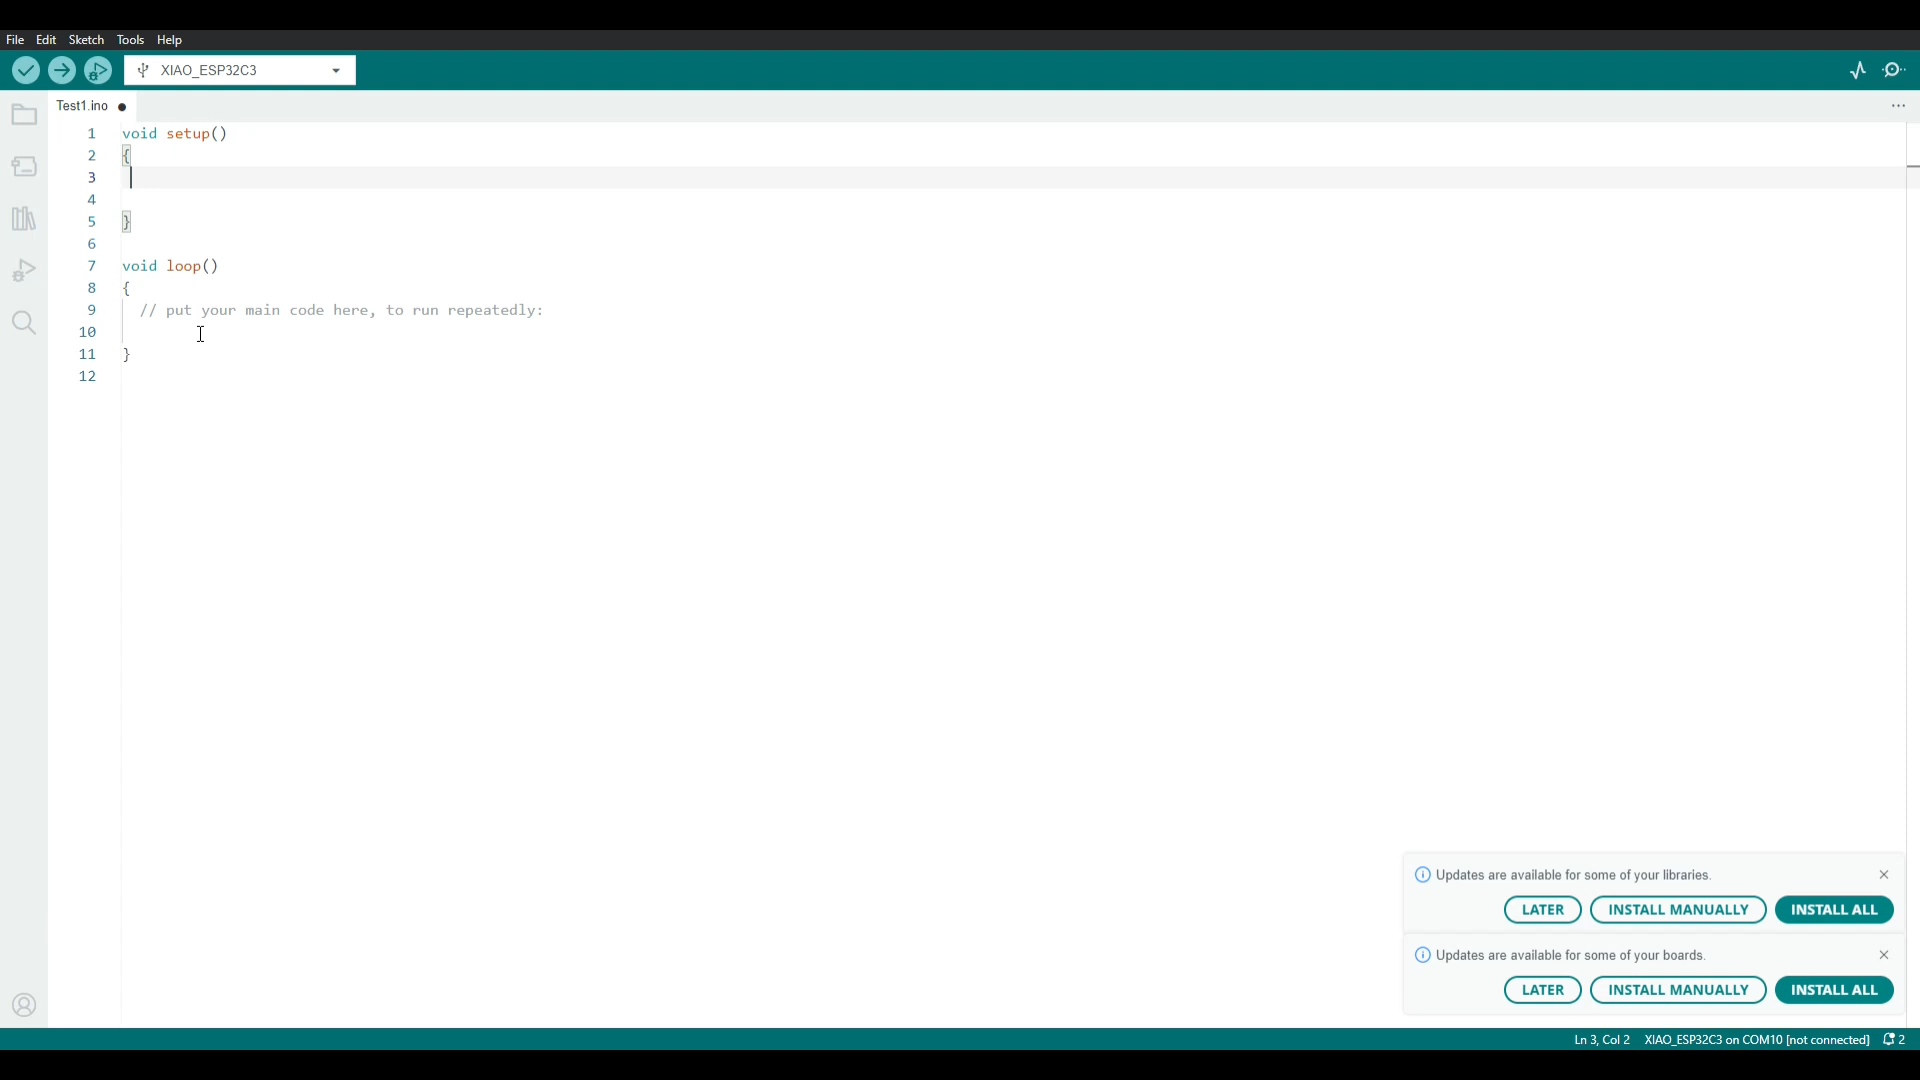 File Edit Sketch Tools Help
XIAO_ESP32C3
Test1.ino
1 void setup()
2 {
3
4
5 }
6
7 void loop()
8 {
9 // put your main code here, to run repeatedly:
10
11 }
12
Updates are available for some of your libraries.
LATER INSTALL MANUALLY INSTALL ALL
Updates are available for some of your boards.
LATER INSTALL MANUALLY INSTALL ALL
Ln 3, Col 2 XIAO_ESP32C3 on COM10 [not connected] 2